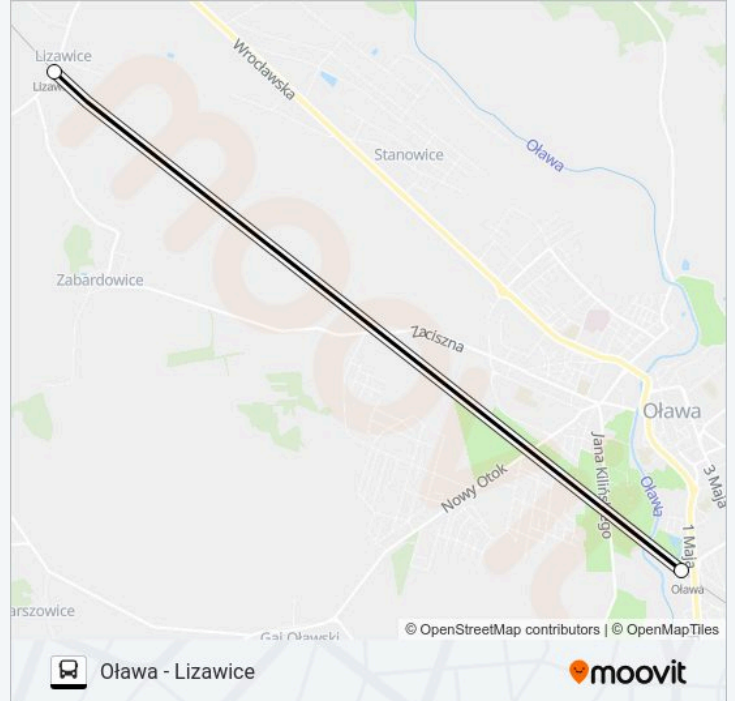 Lizawice
Lizaw
Wrocławska
Stanowice
Oława
Zabardowice
Zaciszna
Oława
Jana Kilińskiego
3 Maja
Nowy Otok
Oława
1 Maja
Oława
arszowice
Gaj Oławski
© OpenStreetMap contributors | © OpenMapTiles
Oława - Lizawice
moovit